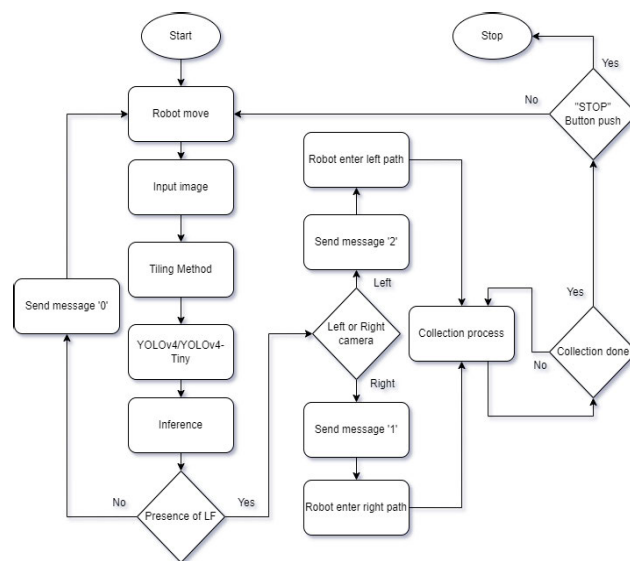 Start
Stop
Yes
No
"STOP"
Button push
Robot move
Input image
Robot enter left path
Tiling Method
Send message '2'
Send message '0'
Left
Yes
YOLOv4/YOLOv4-
Tiny
Left or Right
camera
Collection process
No
Collection done
Right
Inference
Send message '1'
No
Presence of LF
Yes
Robot enter right path